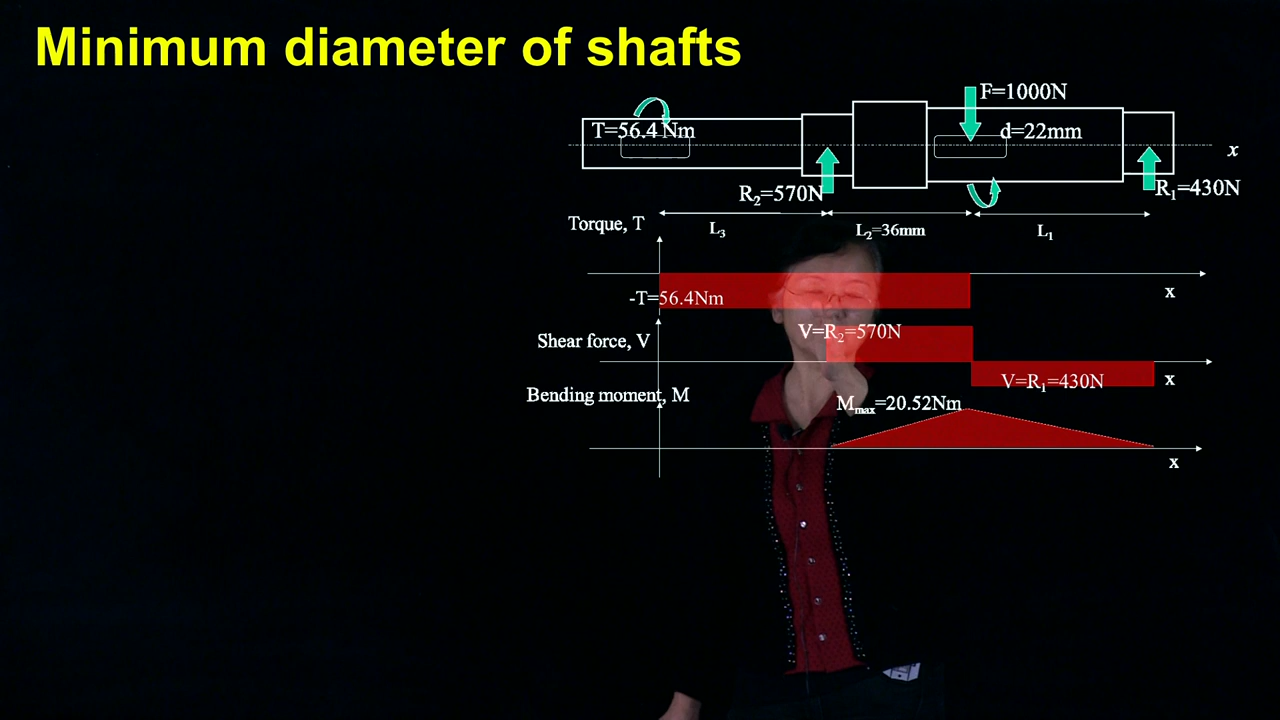 Minimum diameter of shafts
F=1000N
T=56.4 Nm
d=22mm
x
R₂=570N
R₁=430N
Torque, T
L₃
L₂=36mm
L₁
-T=56.4Nm
x
V=R₂=570N
Shear force, V
V=R₁=430N
x
Bending moment, M
Mmax=20.52Nm
x